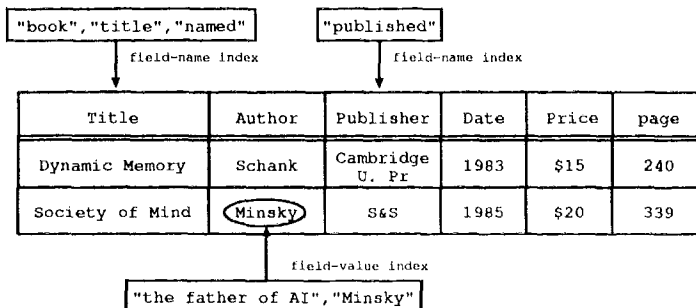 "book","title","named" "published"
field-name index field-name index
Title Author Publisher Date Price page
Dynamic Memory Schank Cambridge U. Pr 1983 $15 240
Society of Mind Minsky S&S 1985 $20 339
field-value index
"the father of AI","Minsky"